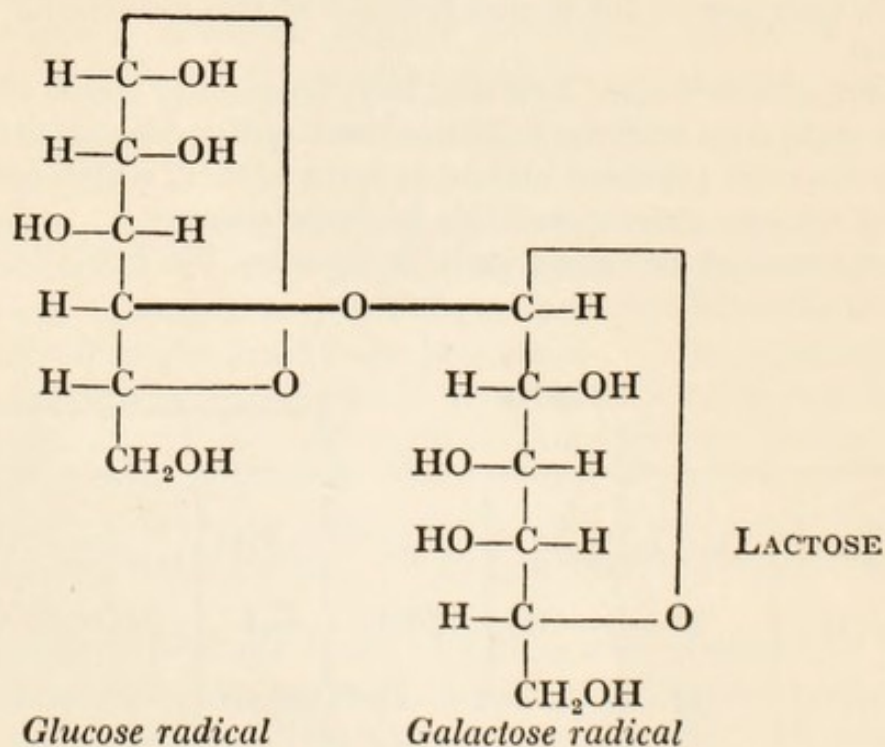 H—C—OH
H—C—OH
HO—C—H
H—C—O—C—H
H—C—O H—C—OH
CH₂OH HO—C—H
HO—C—H LACTOSE
H—C—O
CH₂OH
Glucose radical Galactose radical